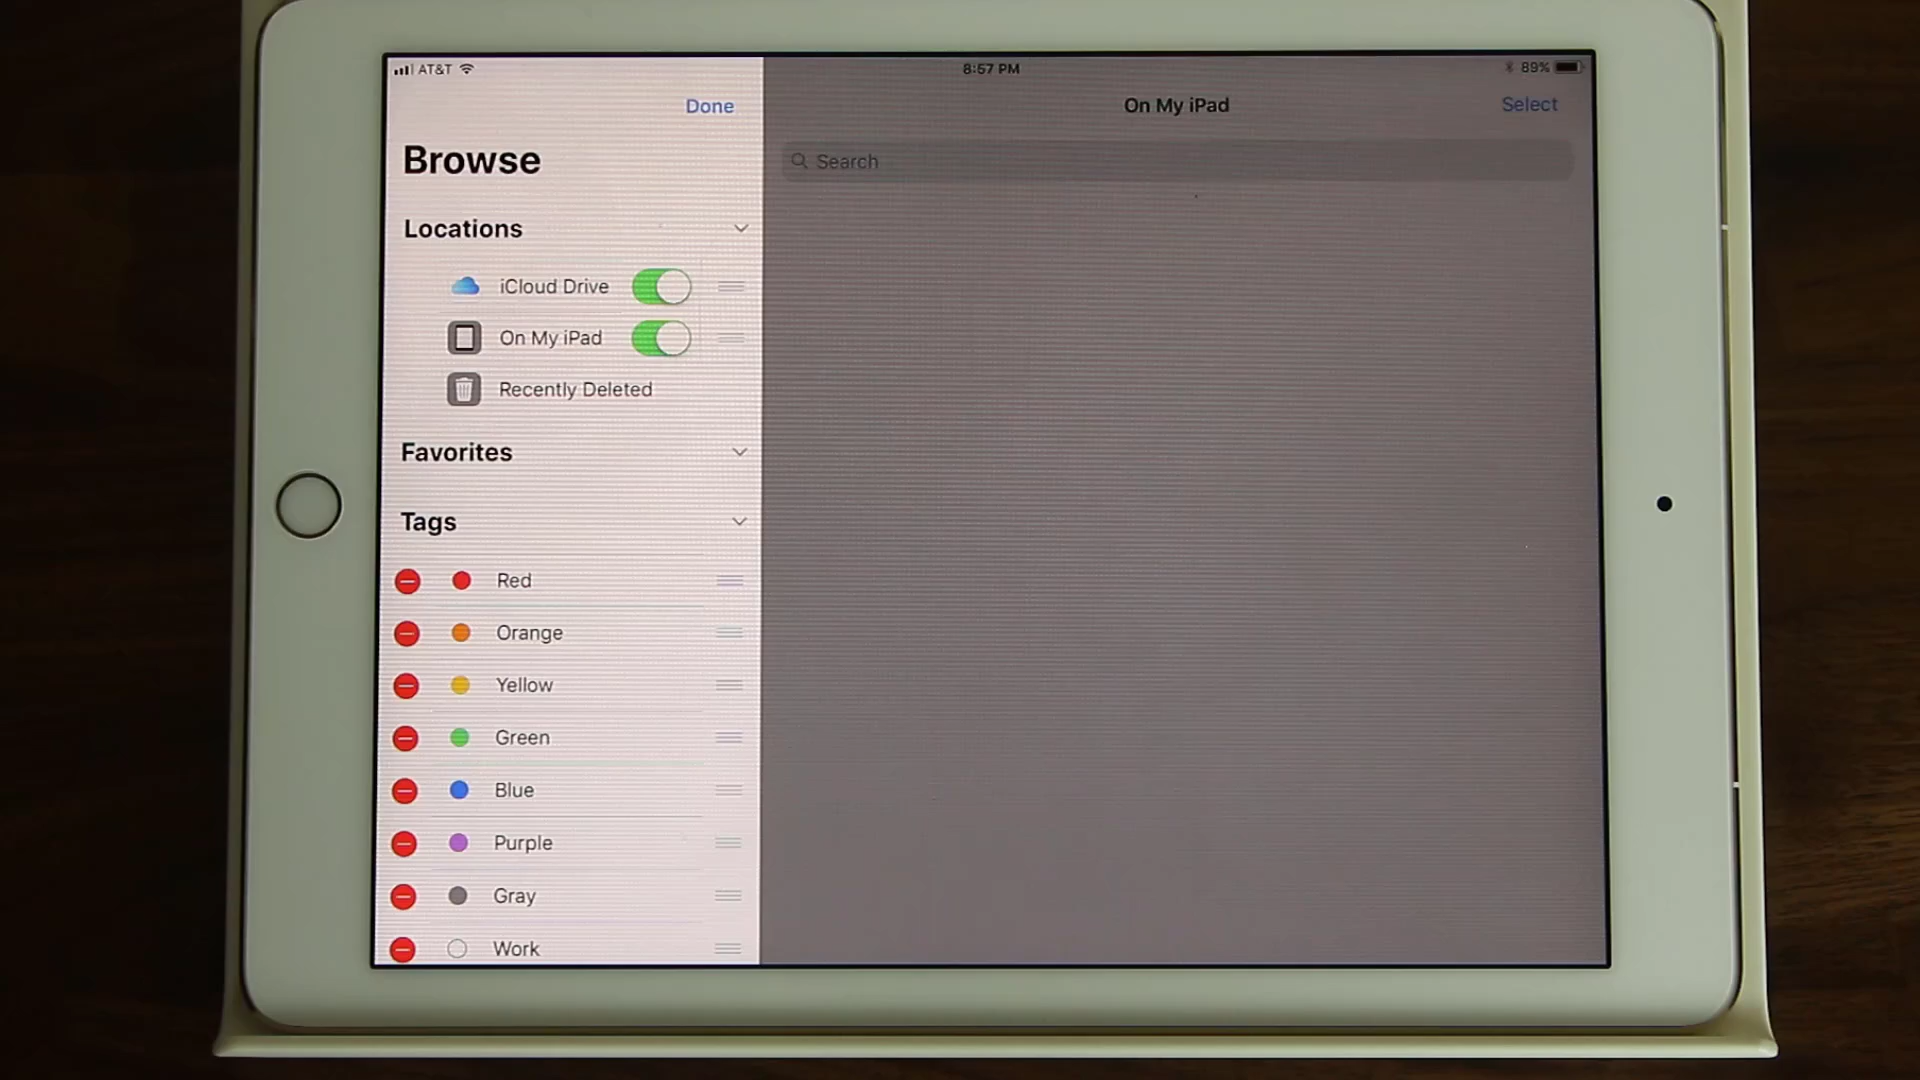 AT&T
8:57 PM
89%
Done
On My iPad
Select
Browse
Search
Locations
iCloud Drive
On My iPad
Recently Deleted
Favorites
Tags
Red
Orange
Yellow
Green
Blue
Purple
Gray
Work